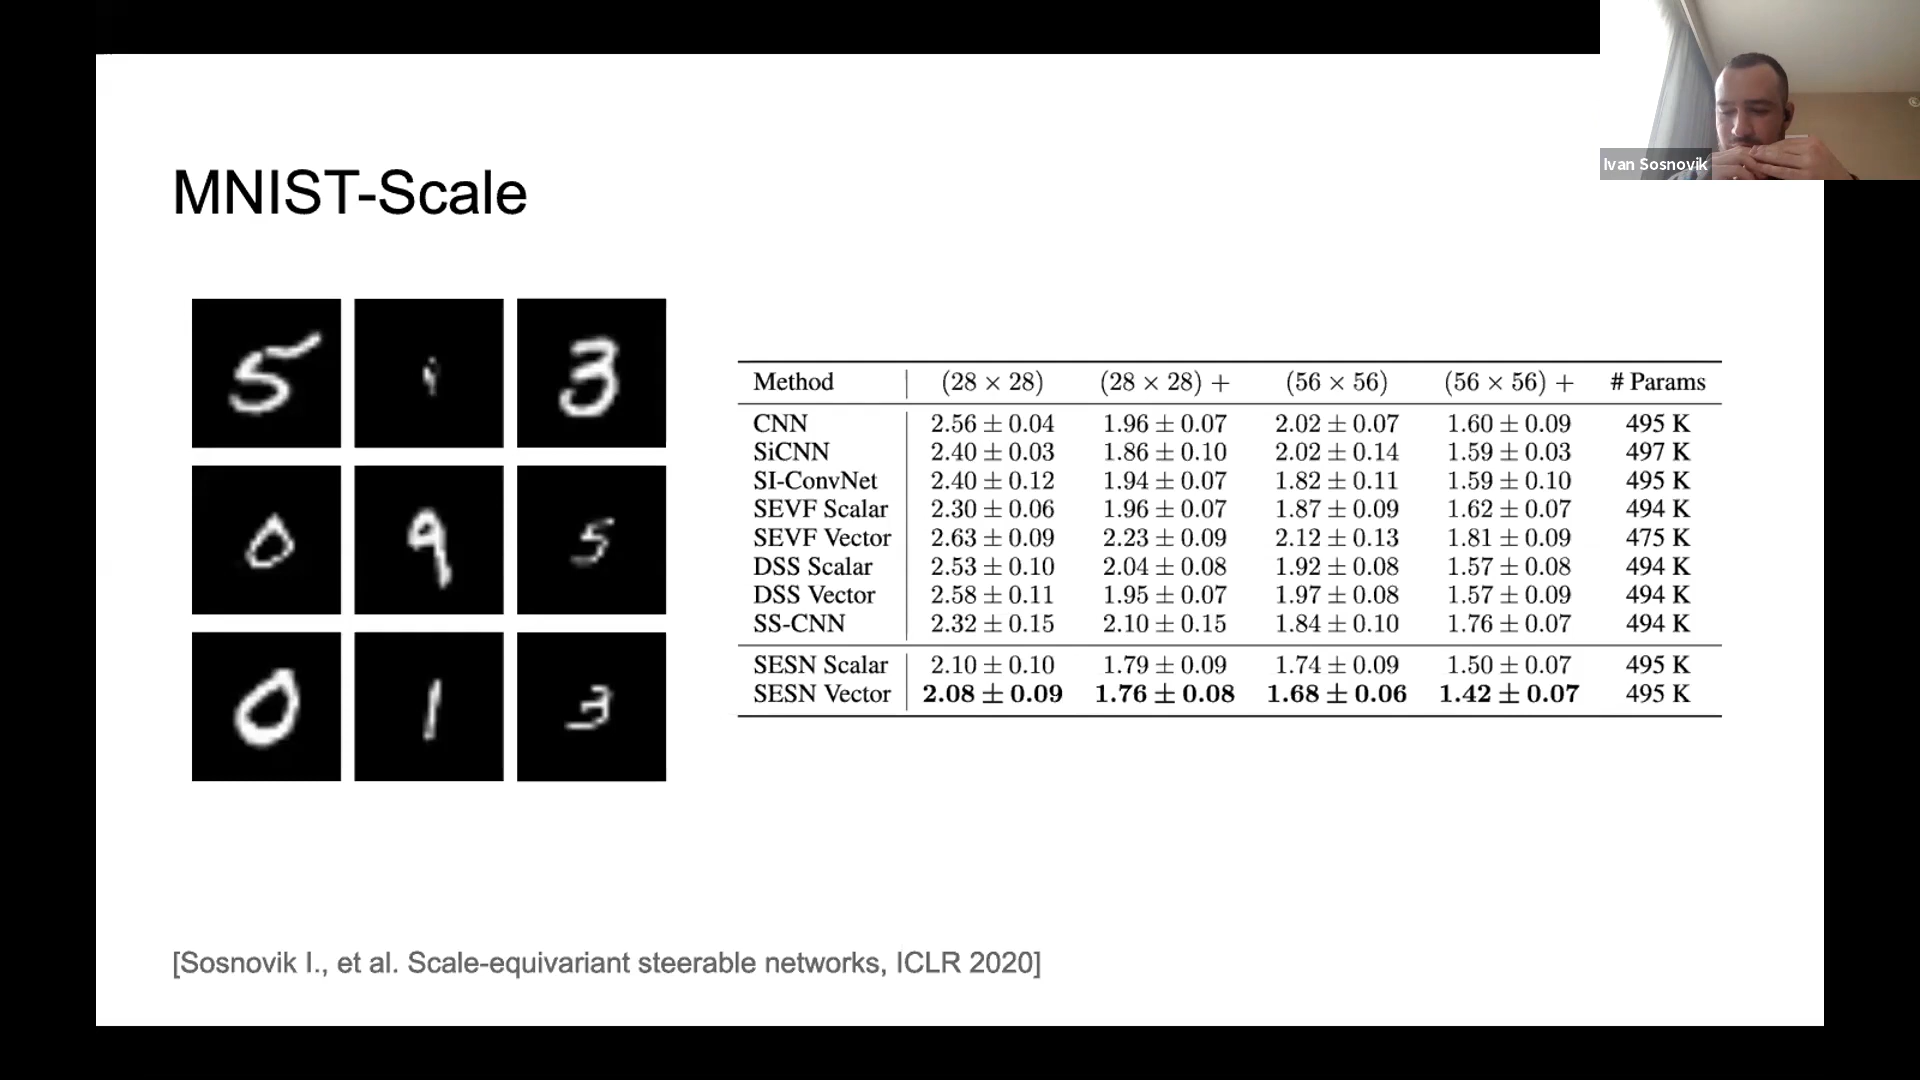 Ivan Sosnovik
MNIST-Scale
Method (28 × 28) (28 × 28) + (56 × 56) (56 × 56) + # Params
CNN 2.56 ± 0.04 1.96 ± 0.07 2.02 ± 0.07 1.60 ± 0.09 495 K
SiCNN 2.40 ± 0.03 1.86 ± 0.10 2.02 ± 0.14 1.59 ± 0.03 497 K
SI-ConvNet 2.40 ± 0.12 1.94 ± 0.07 1.82 ± 0.11 1.59 ± 0.10 495 K
SEVF Scalar 2.30 ± 0.06 1.96 ± 0.07 1.87 ± 0.09 1.62 ± 0.07 494 K
SEVF Vector 2.63 ± 0.09 2.23 ± 0.09 2.12 ± 0.13 1.81 ± 0.09 475 K
DSS Scalar 2.53 ± 0.10 2.04 ± 0.08 1.92 ± 0.08 1.57 ± 0.08 494 K
DSS Vector 2.58 ± 0.11 1.95 ± 0.07 1.97 ± 0.08 1.57 ± 0.09 494 K
SS-CNN 2.32 ± 0.15 2.10 ± 0.15 1.84 ± 0.10 1.76 ± 0.07 494 K
SESN Scalar 2.10 ± 0.10 1.79 ± 0.09 1.74 ± 0.09 1.50 ± 0.07 495 K
SESN Vector 2.08 ± 0.09 1.76 ± 0.08 1.68 ± 0.06 1.42 ± 0.07 495 K
5 1 3
0 9 5
0 1 3
[Sosnovik I., et al. Scale-equivariant steerable networks, ICLR 2020]